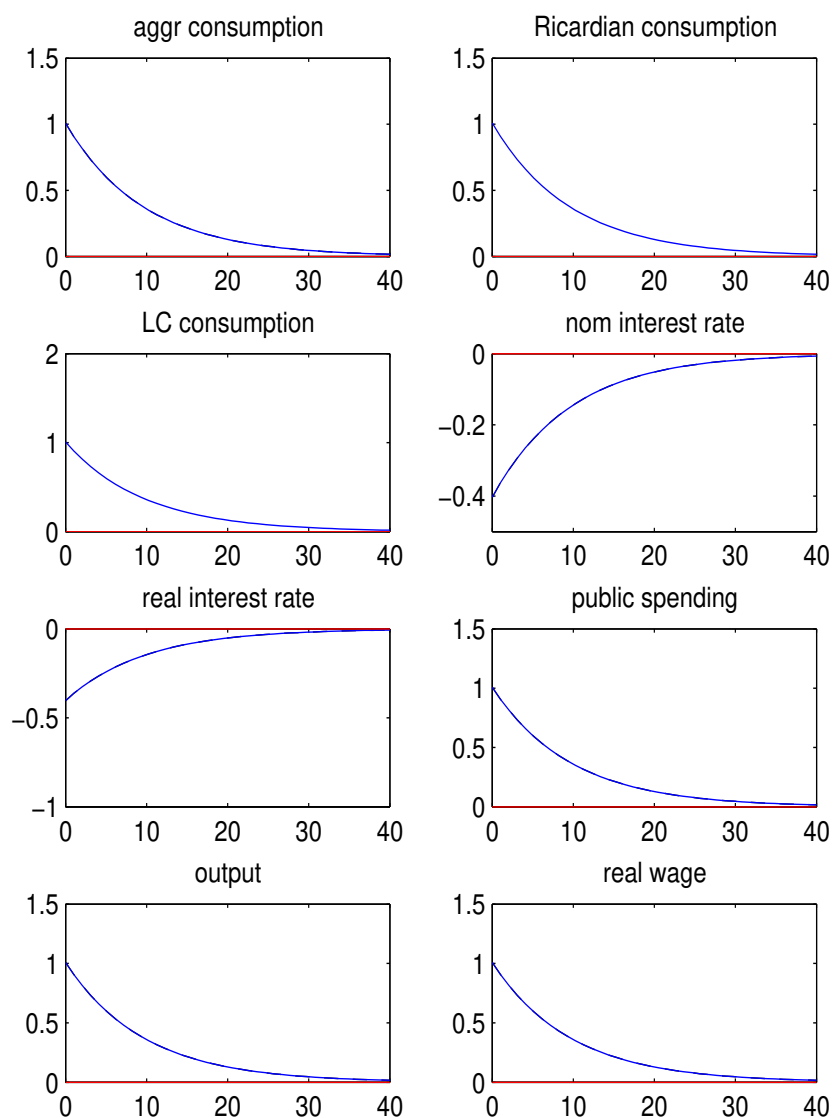 aggr consumption
Ricardian consumption
1.5
1
0.5
0
0 10 20 30 40
1.5
1
0.5
0
0 10 20 30 40
LC consumption
nom interest rate
2
1
0
0 10 20 30 40
0
−0.2
−0.4
0 10 20 30 40
real interest rate
public spending
0
−0.5
−1
0 10 20 30 40
1.5
1
0.5
0
0 10 20 30 40
output
real wage
1.5
1
0.5
0
0 10 20 30 40
1.5
1
0.5
0
0 10 20 30 40